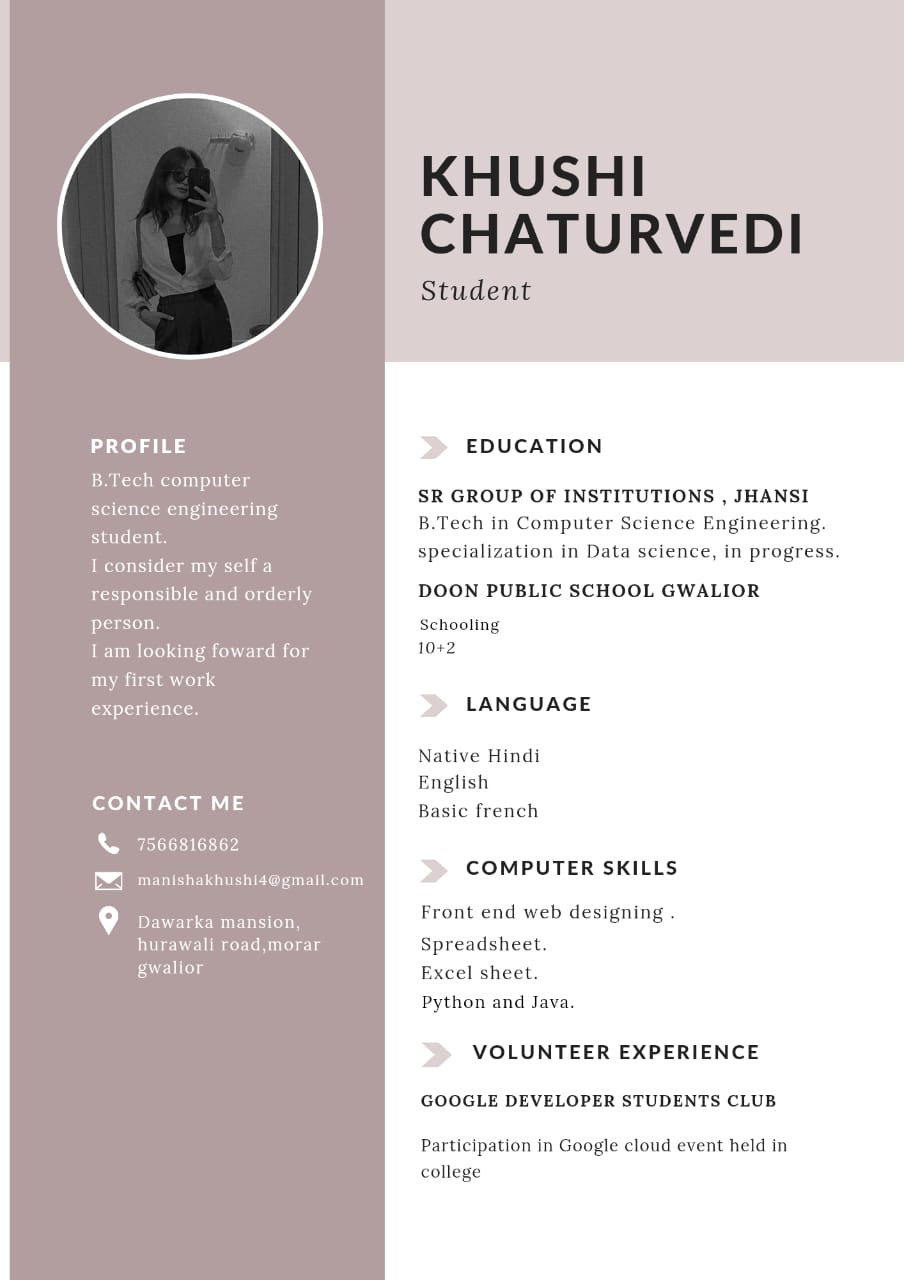 KHUSHI
CHATURVEDI
Student
PROFILE
B.Tech computer
science engineering
student.
I consider my self a
responsible and orderly
person.
I am looking foward for
my first work
experience.
CONTACT ME
7566816862
manishakhushi4@gmail.com
Dawarka mansion,
hurawali road,morar
gwalior
EDUCATION
SR GROUP OF INSTITUTIONS , JHANSI
B.Tech in Computer Science Engineering.
specialization in Data science, in progress.
DOON PUBLIC SCHOOL GWALIOR
Schooling
10+2
LANGUAGE
Native Hindi
English
Basic french
COMPUTER SKILLS
Front end web designing .
Spreadsheet.
Excel sheet.
Python and Java.
VOLUNTEER EXPERIENCE
GOOGLE DEVELOPER STUDENTS CLUB
Participation in Google cloud event held in
college